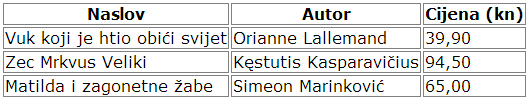 Naslov Autor Cijena (kn)
Vuk koji je htio obići svijet Orianne Lallemand 39,90
Zec Mrkvus Veliki Kęstutis Kasparavičius 94,50
Matilda i zagonetne žabe Simeon Marinković 65,00